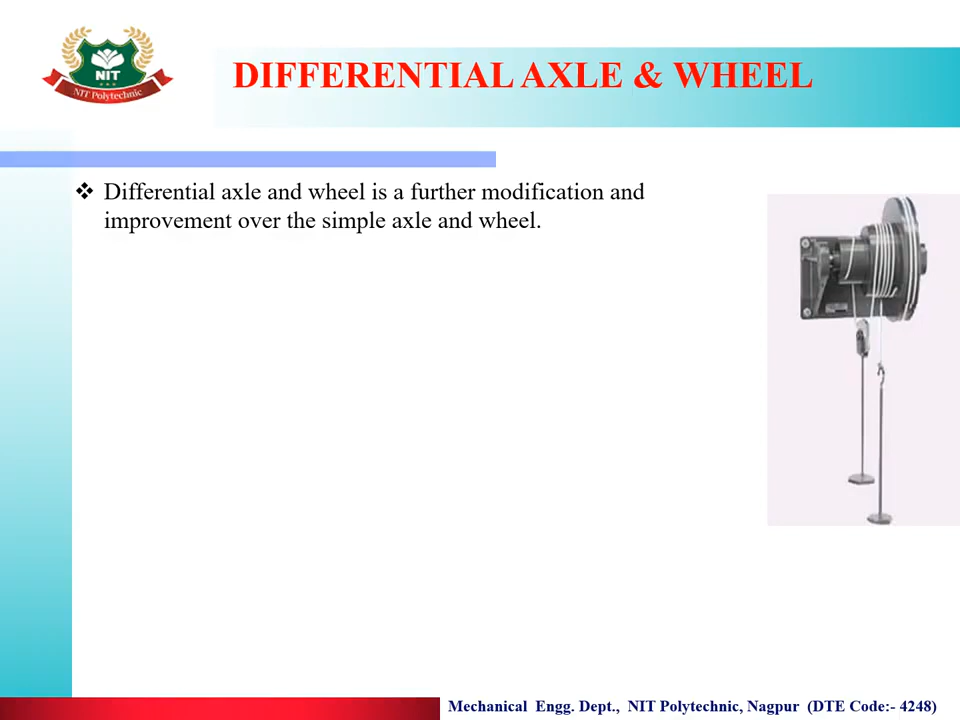 NIT
NIT Polytechnic
DIFFERENTIAL AXLE & WHEEL
❖ Differential axle and wheel is a further modification and
improvement over the simple axle and wheel.
Mechanical Engg. Dept., NIT Polytechnic, Nagpur (DTE Code:- 4248)